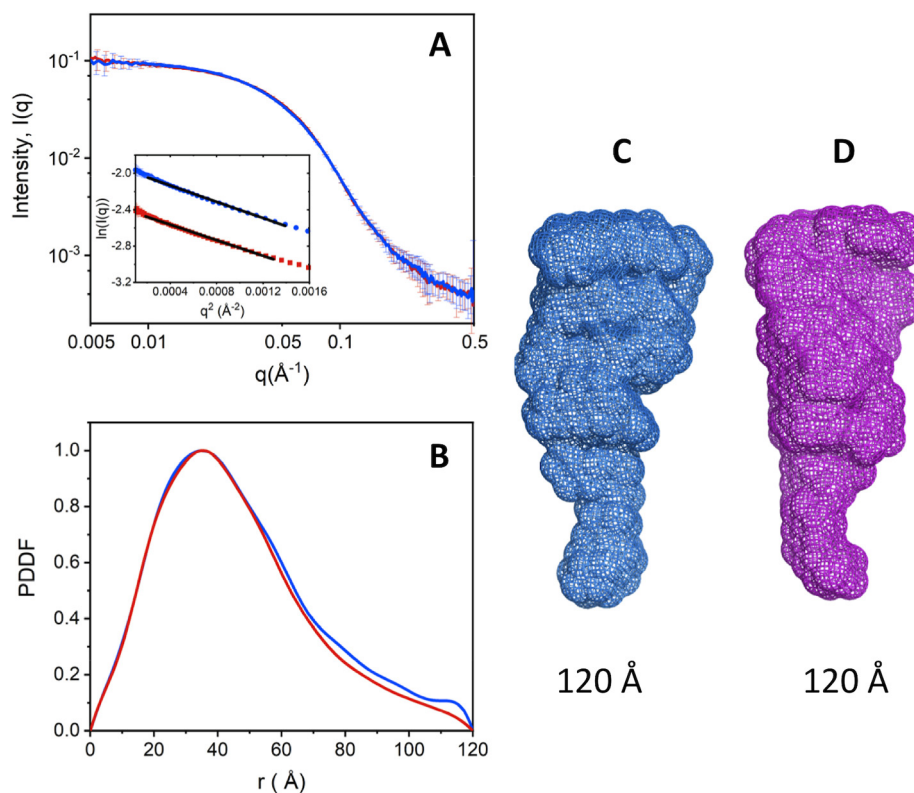 A
Intensity, I(q)
10⁻¹
10⁻²
10⁻³
ln(I(q))
-2.0
-2.4
-2.8
-3.2
0.0004 0.0008 0.0012 0.0016
q² (Å⁻²)
0.005 0.01 0.05 0.1 0.5
q(Å⁻¹)
B
PDDF
1.0
0.8
0.6
0.4
0.2
0.0
0 20 40 60 80 100 120
r ( Å)
C D
120 Å 120 Å